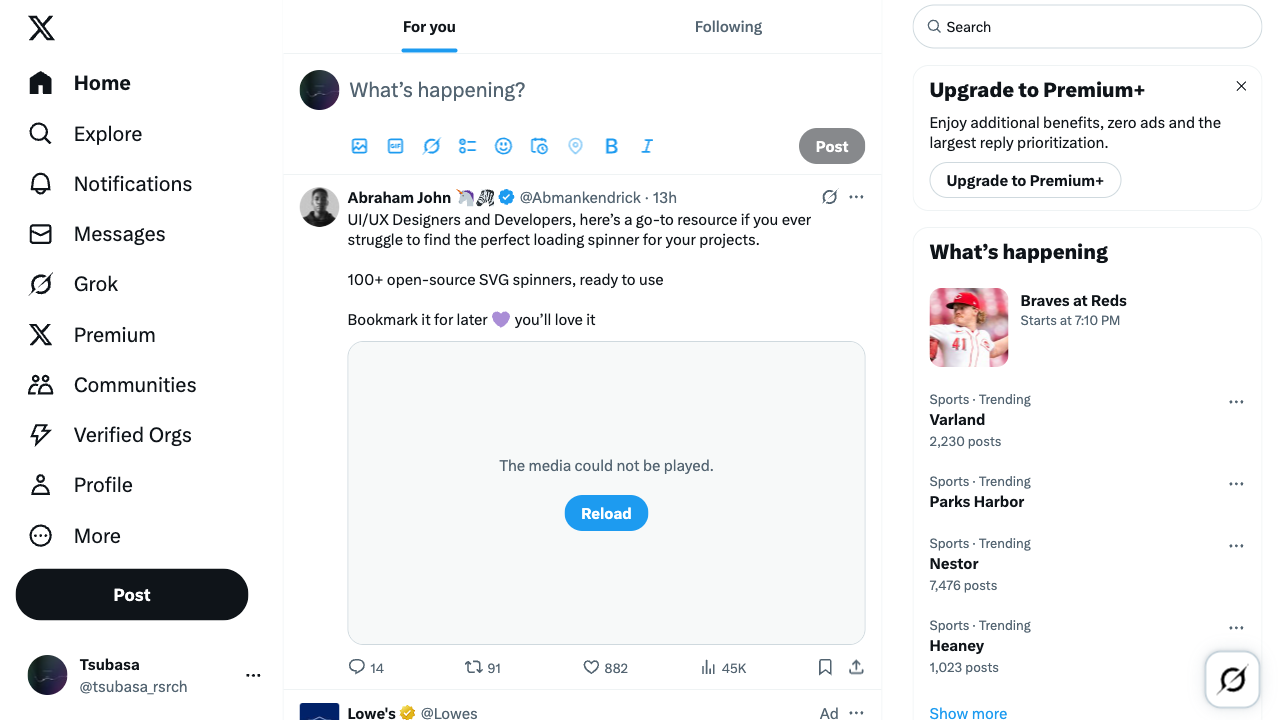 Home
Explore
Notifications
Messages
Grok
Premium
Communities
Verified Orgs
Profile
More
Post
Tsubasa
@tsubasa_rsrch
For you
Following
What's happening?
GIF
B
I
Post
Abraham John 🦄🦓 @Abmankendrick · 13h
UI/UX Designers and Developers, here's a go-to resource if you ever
struggle to find the perfect loading spinner for your projects.
100+ open-source SVG spinners, ready to use
Bookmark it for later 💜 you'll love it
The media could not be played.
Reload
14
91
882
45K
Lowe's @Lowes
Ad
Search
Upgrade to Premium+
Enjoy additional benefits, zero ads and the
largest reply prioritization.
Upgrade to Premium+
What's happening
Braves at Reds
Starts at 7:10 PM
41
Sports · Trending
Varland
2,230 posts
Sports · Trending
Parks Harbor
Sports · Trending
Nestor
7,476 posts
Sports · Trending
Heaney
1,023 posts
Show more